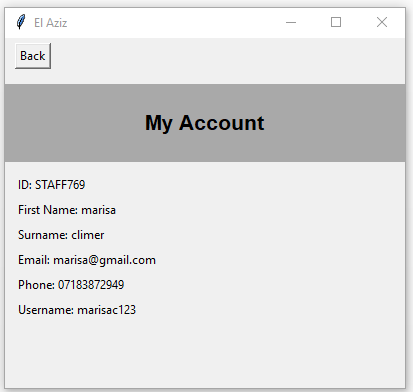 El Aziz
Back
My Account
ID: STAFF769
First Name: marisa
Surname: climer
Email: marisa@gmail.com
Phone: 07183872949
Username: marisac123